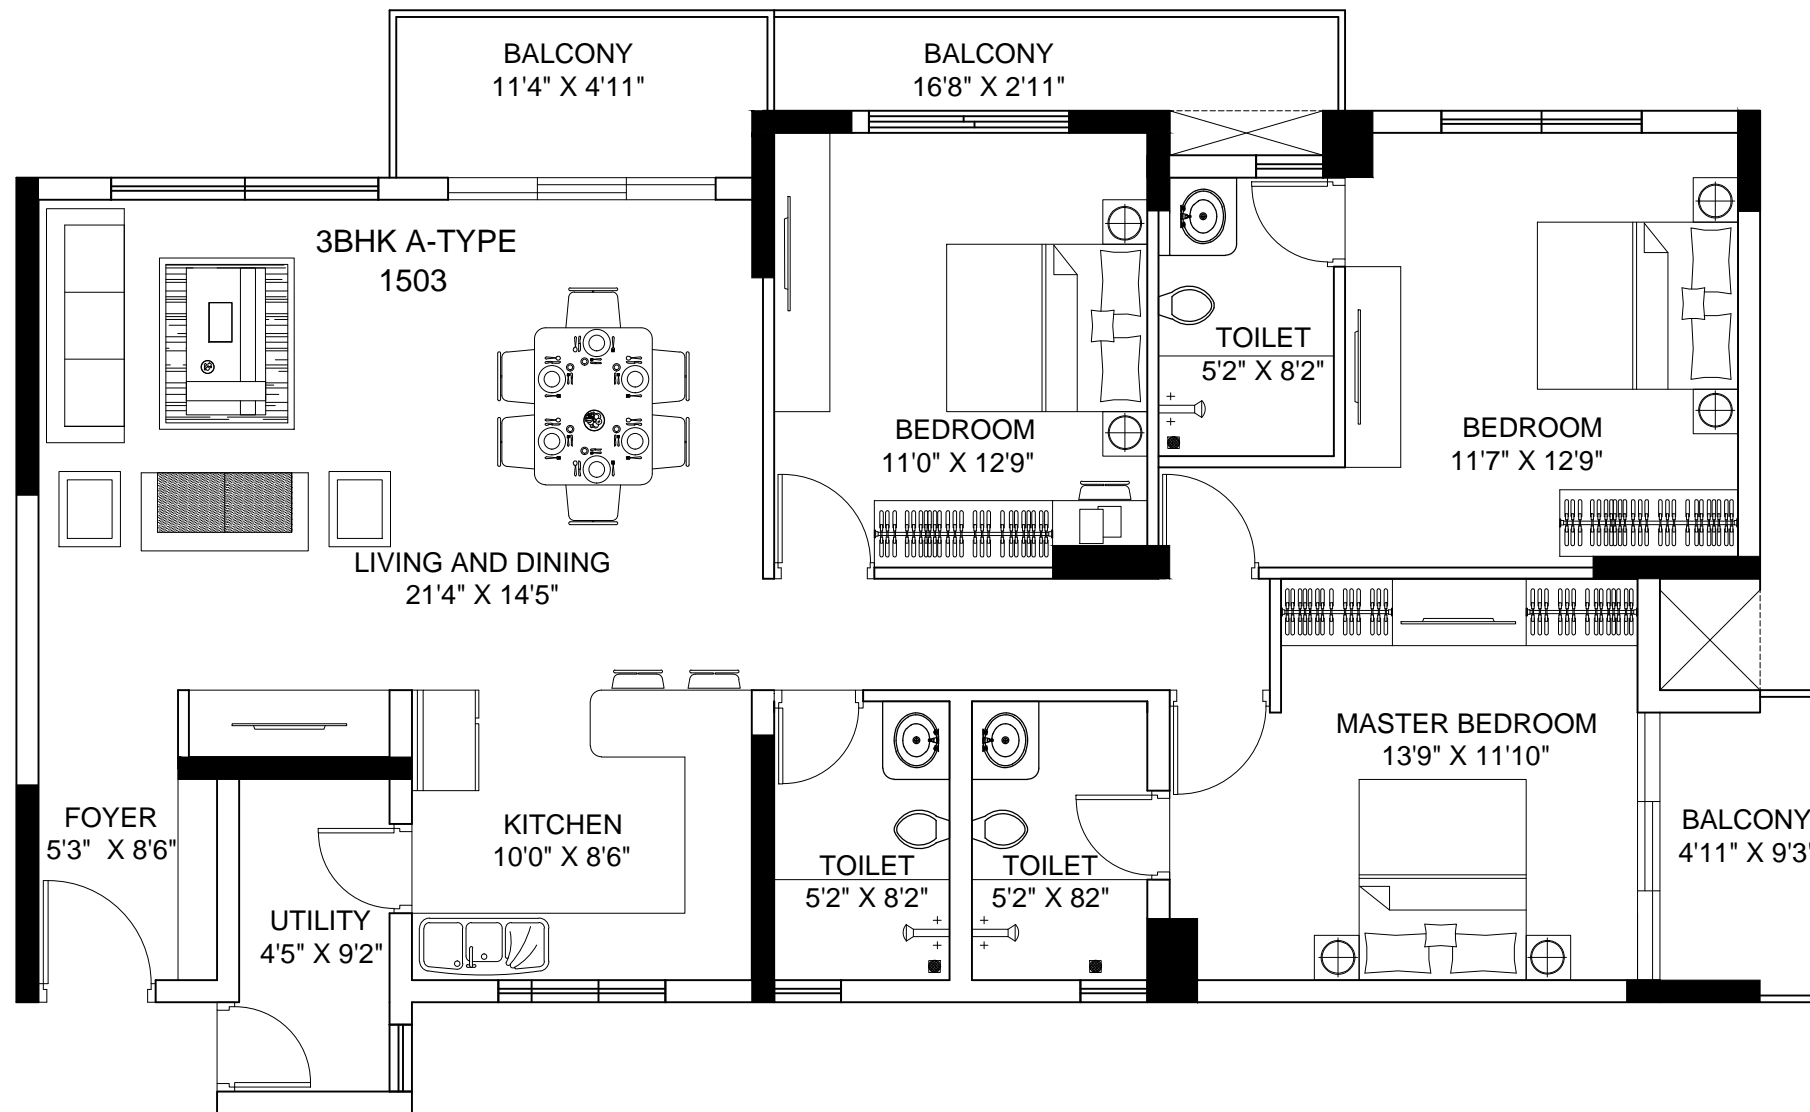 BALCONY
11'4" X 4'11"
BALCONY
16'8" X 2'11"
3BHK A-TYPE
1503
TOILET
5'2" X 8'2"
BEDROOM
11'0" X 12'9"
BEDROOM
11'7" X 12'9"
LIVING AND DINING
21'4" X 14'5"
MASTER BEDROOM
13'9" X 11'10"
FOYER
5'3" X 8'6"
KITCHEN
10'0" X 8'6"
BALCONY
4'11" X 9'3"
TOILET
5'2" X 8'2"
TOILET
5'2" X 82"
UTILITY
4'5" X 9'2"